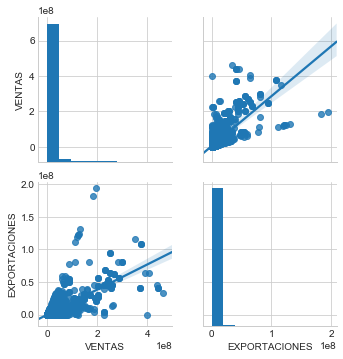 1e8
6
4
2
0
VENTAS
1e8
2.0
1.5
1.0
0.5
0.0
EXPORTACIONES
0 2 4
1e8
VENTAS
0 1 2
1e8
EXPORTACIONES